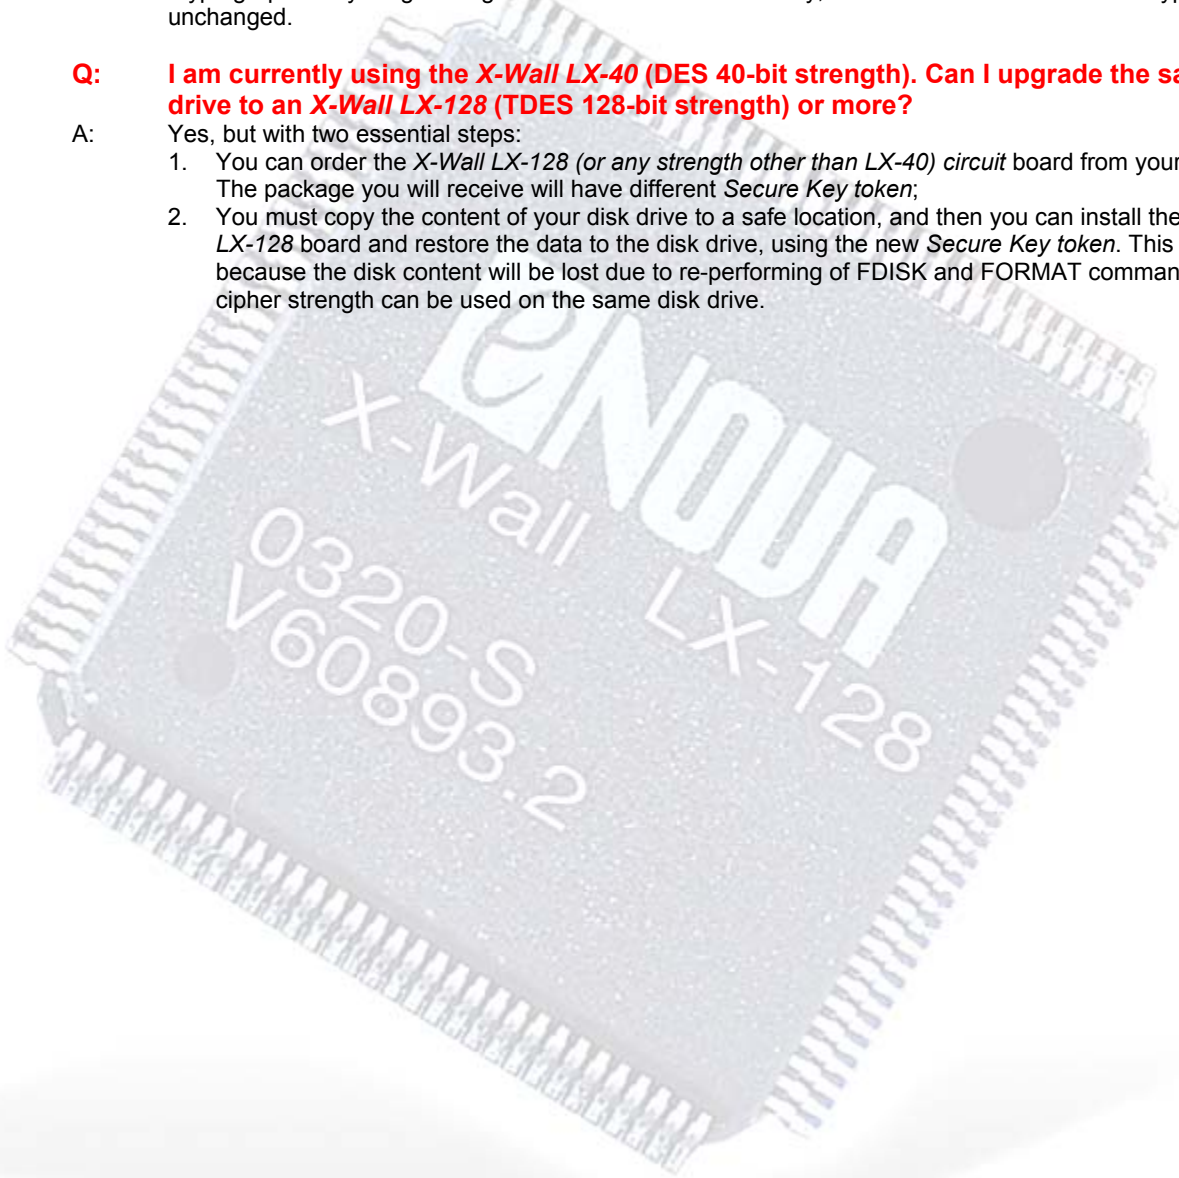 unchanged.
Q: I am currently using the X-Wall LX-40 (DES 40-bit strength). Can I upgrade the
drive to an X-Wall LX-128 (TDES 128-bit strength) or more?
A: Yes, but with two essential steps:
1. You can order the X-Wall LX-128 (or any strength other than LX-40) circuit board from your
The package you will receive will have different Secure Key token;
2. You must copy the content of your disk drive to a safe location, and then you can install the
LX-128 board and restore the data to the disk drive, using the new Secure Key token. This
because the disk content will be lost due to re-performing of FDISK and FORMAT
cipher strength can be used on the same disk drive.
eNOVA
X-Wall LX-128
0320-S
V60893.2